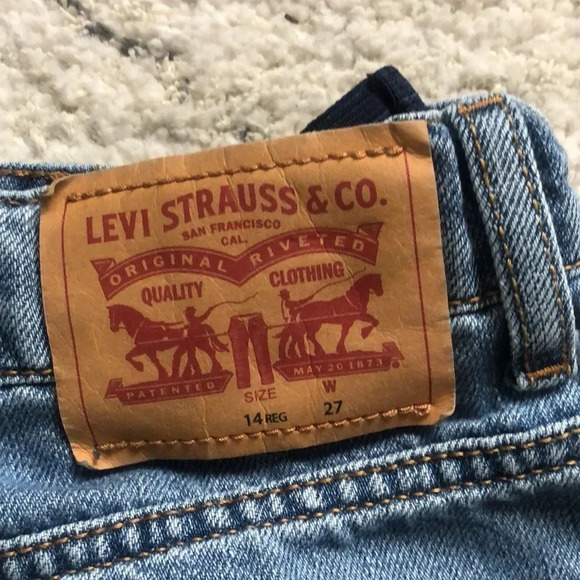 LEVI STRAUSS & CO.
SAN FRANCISCO
CAL.
ORIGINAL RIVETED
QUALITY CLOTHING
PATENTED MAY 20 1873
SIZE W
14 REG 27